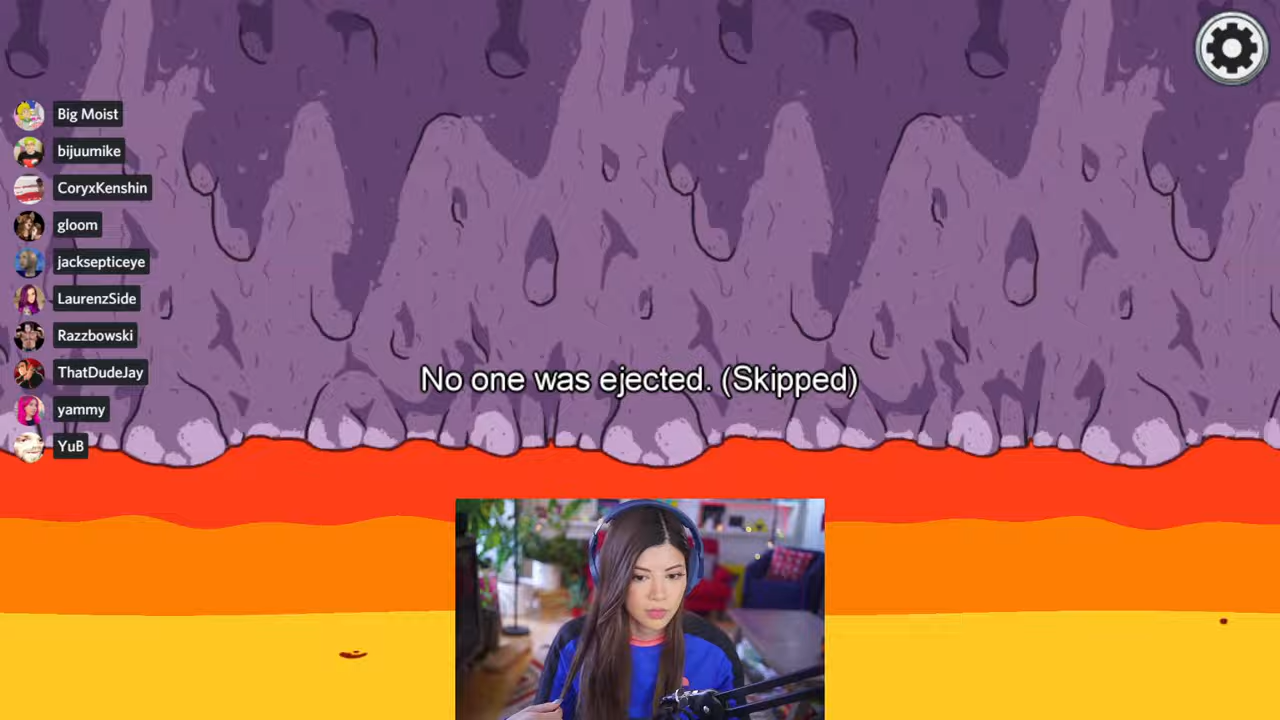 Big Moist
bijuumike
CoryxKenshin
gloom
jacksepticeye
LaurenzSide
Razzbowski
ThatDudeJay
yammy
YuB
No one was ejected. (Skipped)